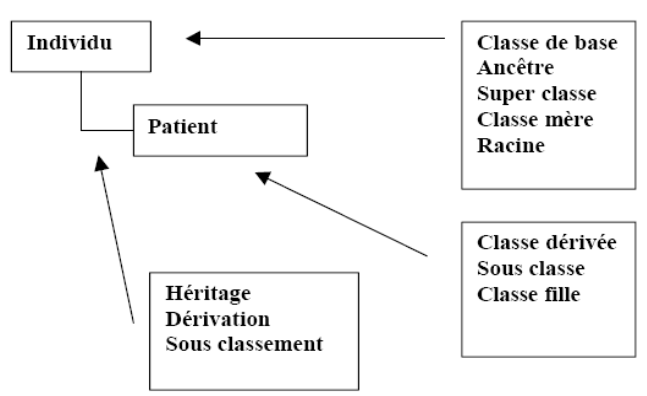 Individu
Classe de base
Ancêtre
Super classe
Classe mère
Racine
Patient
Classe dérivée
Sous classe
Classe fille
Héritage
Dérivation
Sous classement